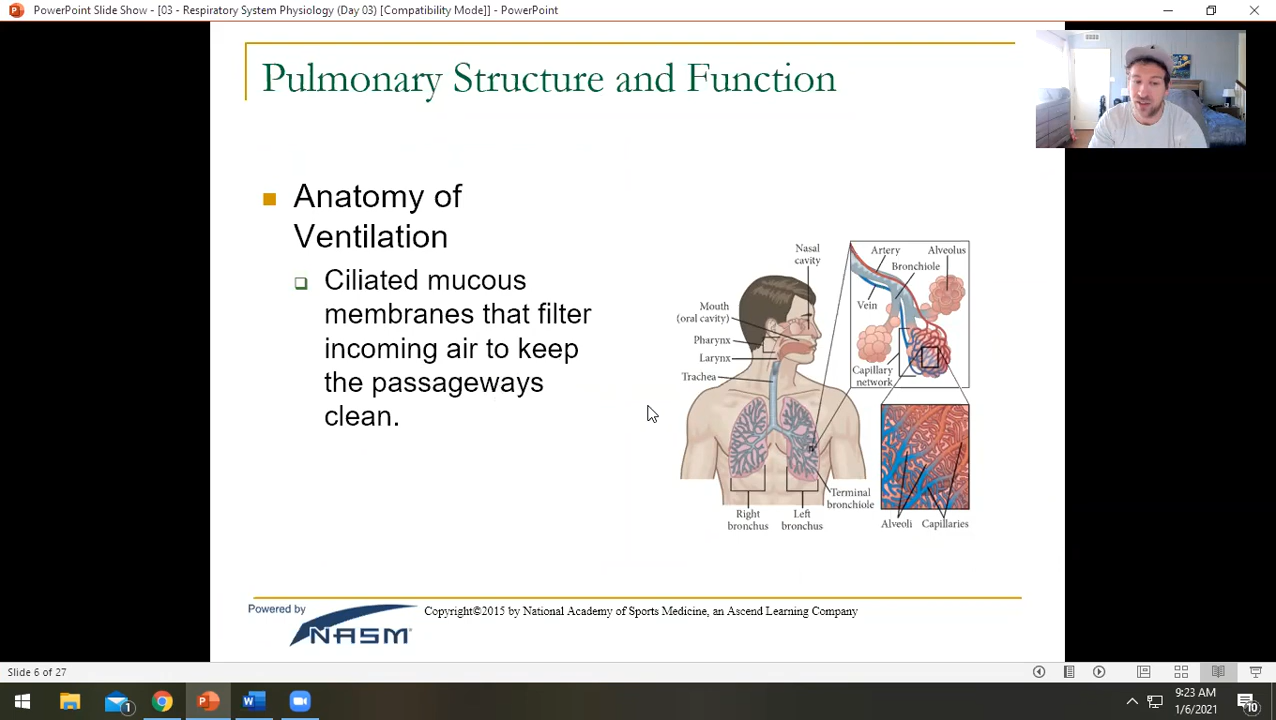 PowerPoint Slide Show - [03 - Respiratory System Physiology (Day 03) [Compatibility Mode]] - PowerPoint
Pulmonary Structure and Function
Anatomy of
Ventilation
Ciliated mucous
membranes that filter
incoming air to keep
the passageways
clean.
Nasal
cavity
Mouth
(oral cavity)
Pharynx
Larynx
Trachea
Artery
Alveolus
Bronchiole
Vein
Capillary
network
Terminal
bronchiole
Right
bronchus
Left
bronchus
Alveoli
Capillaries
Powered by
NASM
Copyright©2015 by National Academy of Sports Medicine, an Ascend Learning Company
Slide 6 of 27
1
9:23 AM
1/6/2021
10